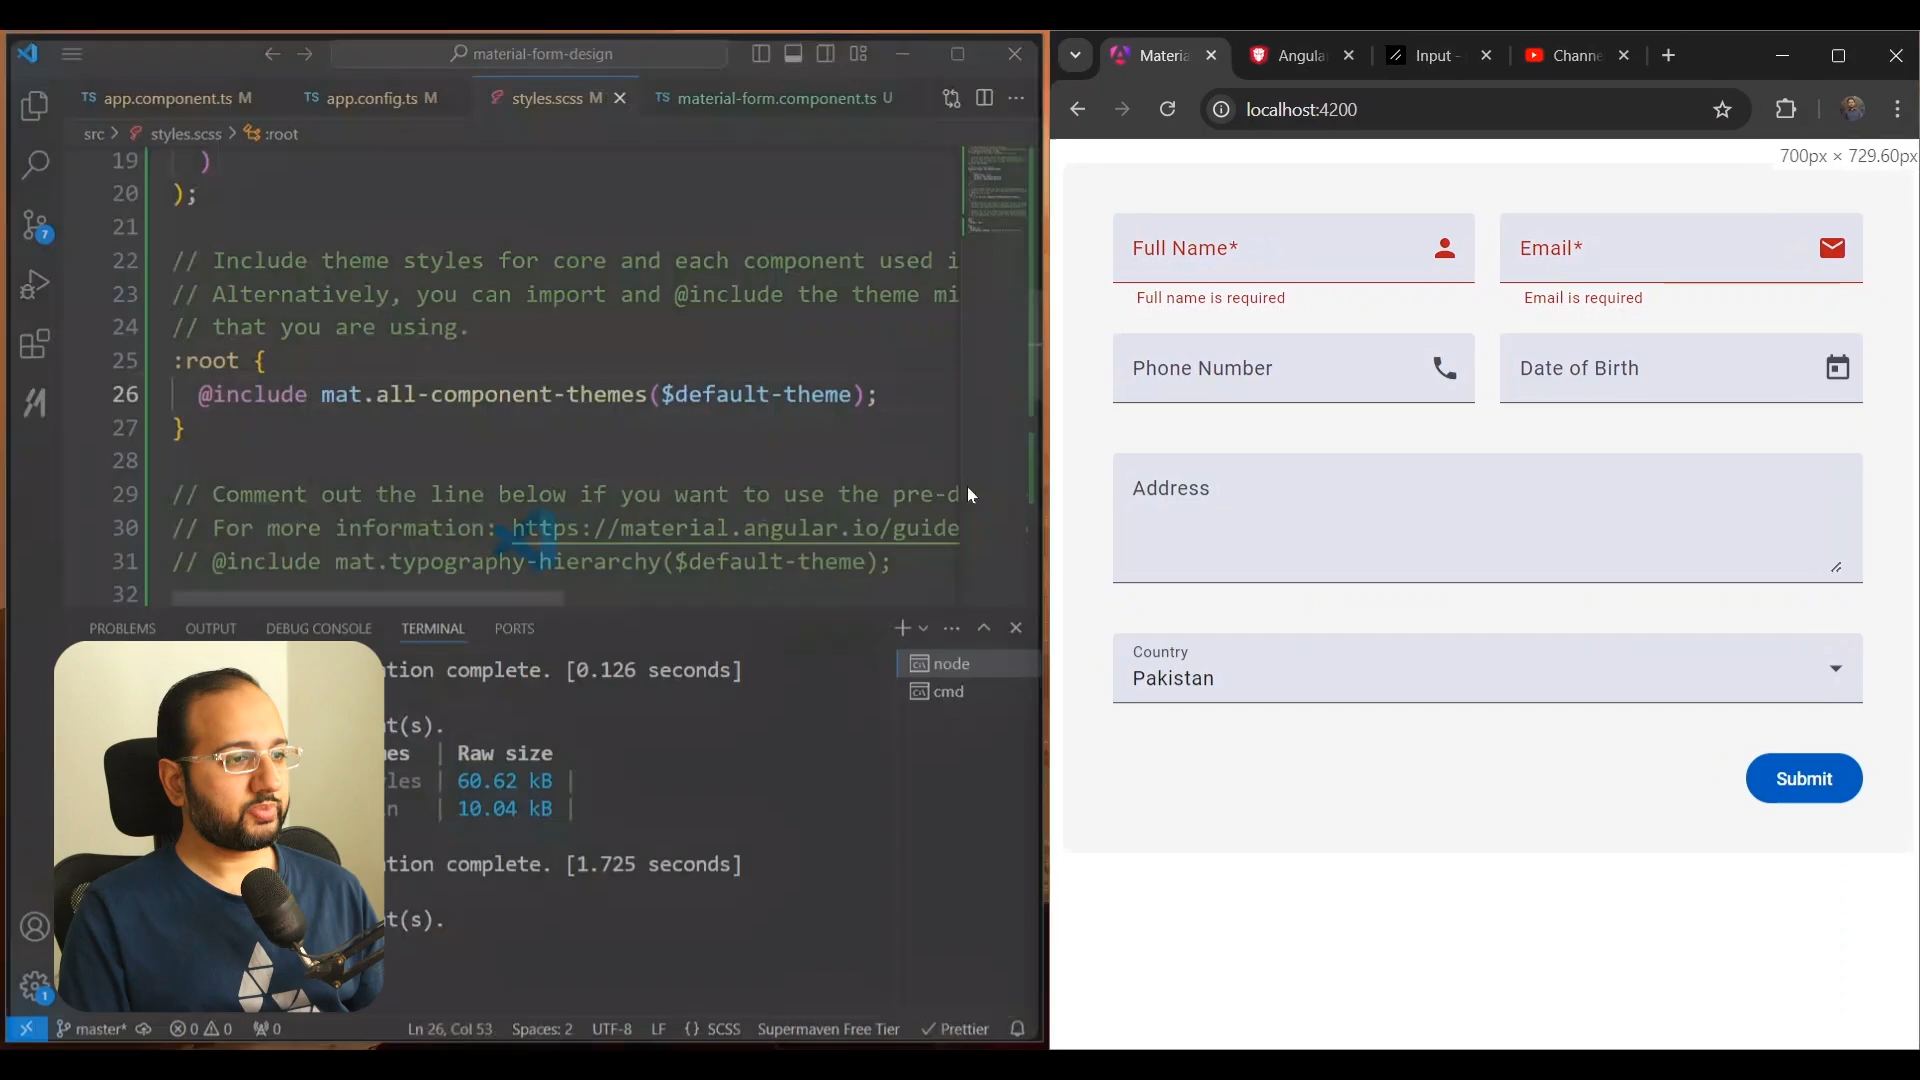 material-form-design
TS app.component.ts M
TS app.config.ts M
styles.scss M
TS material-form.component.ts U
src > styles.scss > :root
19 )
20 );
21
22 // Include theme styles for core and each component used i
23 // Alternatively, you can import and @include the theme mi
24 // that you are using.
25 :root {
26 @include mat.all-component-themes($default-theme);
27 }
28
29 // Comment out the line below if you want to use the pre-d
30 // For more information: https://material.angular.io/guide
31 // @include mat.typography-hierarchy($default-theme);
32
7
PROBLEMS OUTPUT DEBUG CONSOLE TERMINAL PORTS
node
cmd
tion complete. [0.126 seconds]
t(s).
es | Raw size
les | 60.62 kB |
n | 10.04 kB |
tion complete. [1.725 seconds]
t(s).
1
master* 0 0 0 Ln 26, Col 53 Spaces: 2 UTF-8 LF {} SCSS Supermaven Free Tier Prettier
Materia
Angula
Input -
Channe
localhost:4200
700px × 729.60px
Full Name*
Full name is required
Email*
Email is required
Phone Number
Date of Birth
Address
Country
Pakistan
Submit